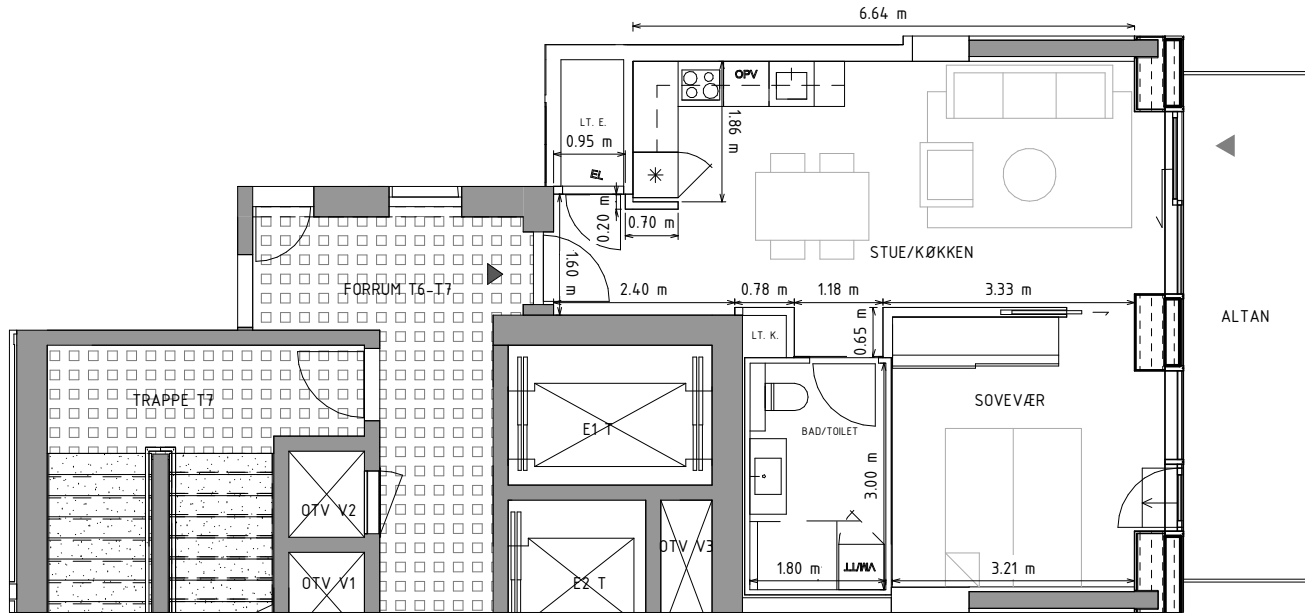 6.64 m
OPV
LT. E.
0.95 m
EL
1.86 m
0.20 m
0.70 m
1.60 m
STUE/KØKKEN
FORRUM T6-T7
2.40 m
0.78 m
1.18 m
3.33 m
0.65 m
LT. K.
ALTAN
TRAPPE T7
SOVEVÆR
E1 T
BAD/TOILET
3.00 m
OTV V2
OTV V3
VM/TT
1.80 m
3.21 m
OTV V1
E2 T